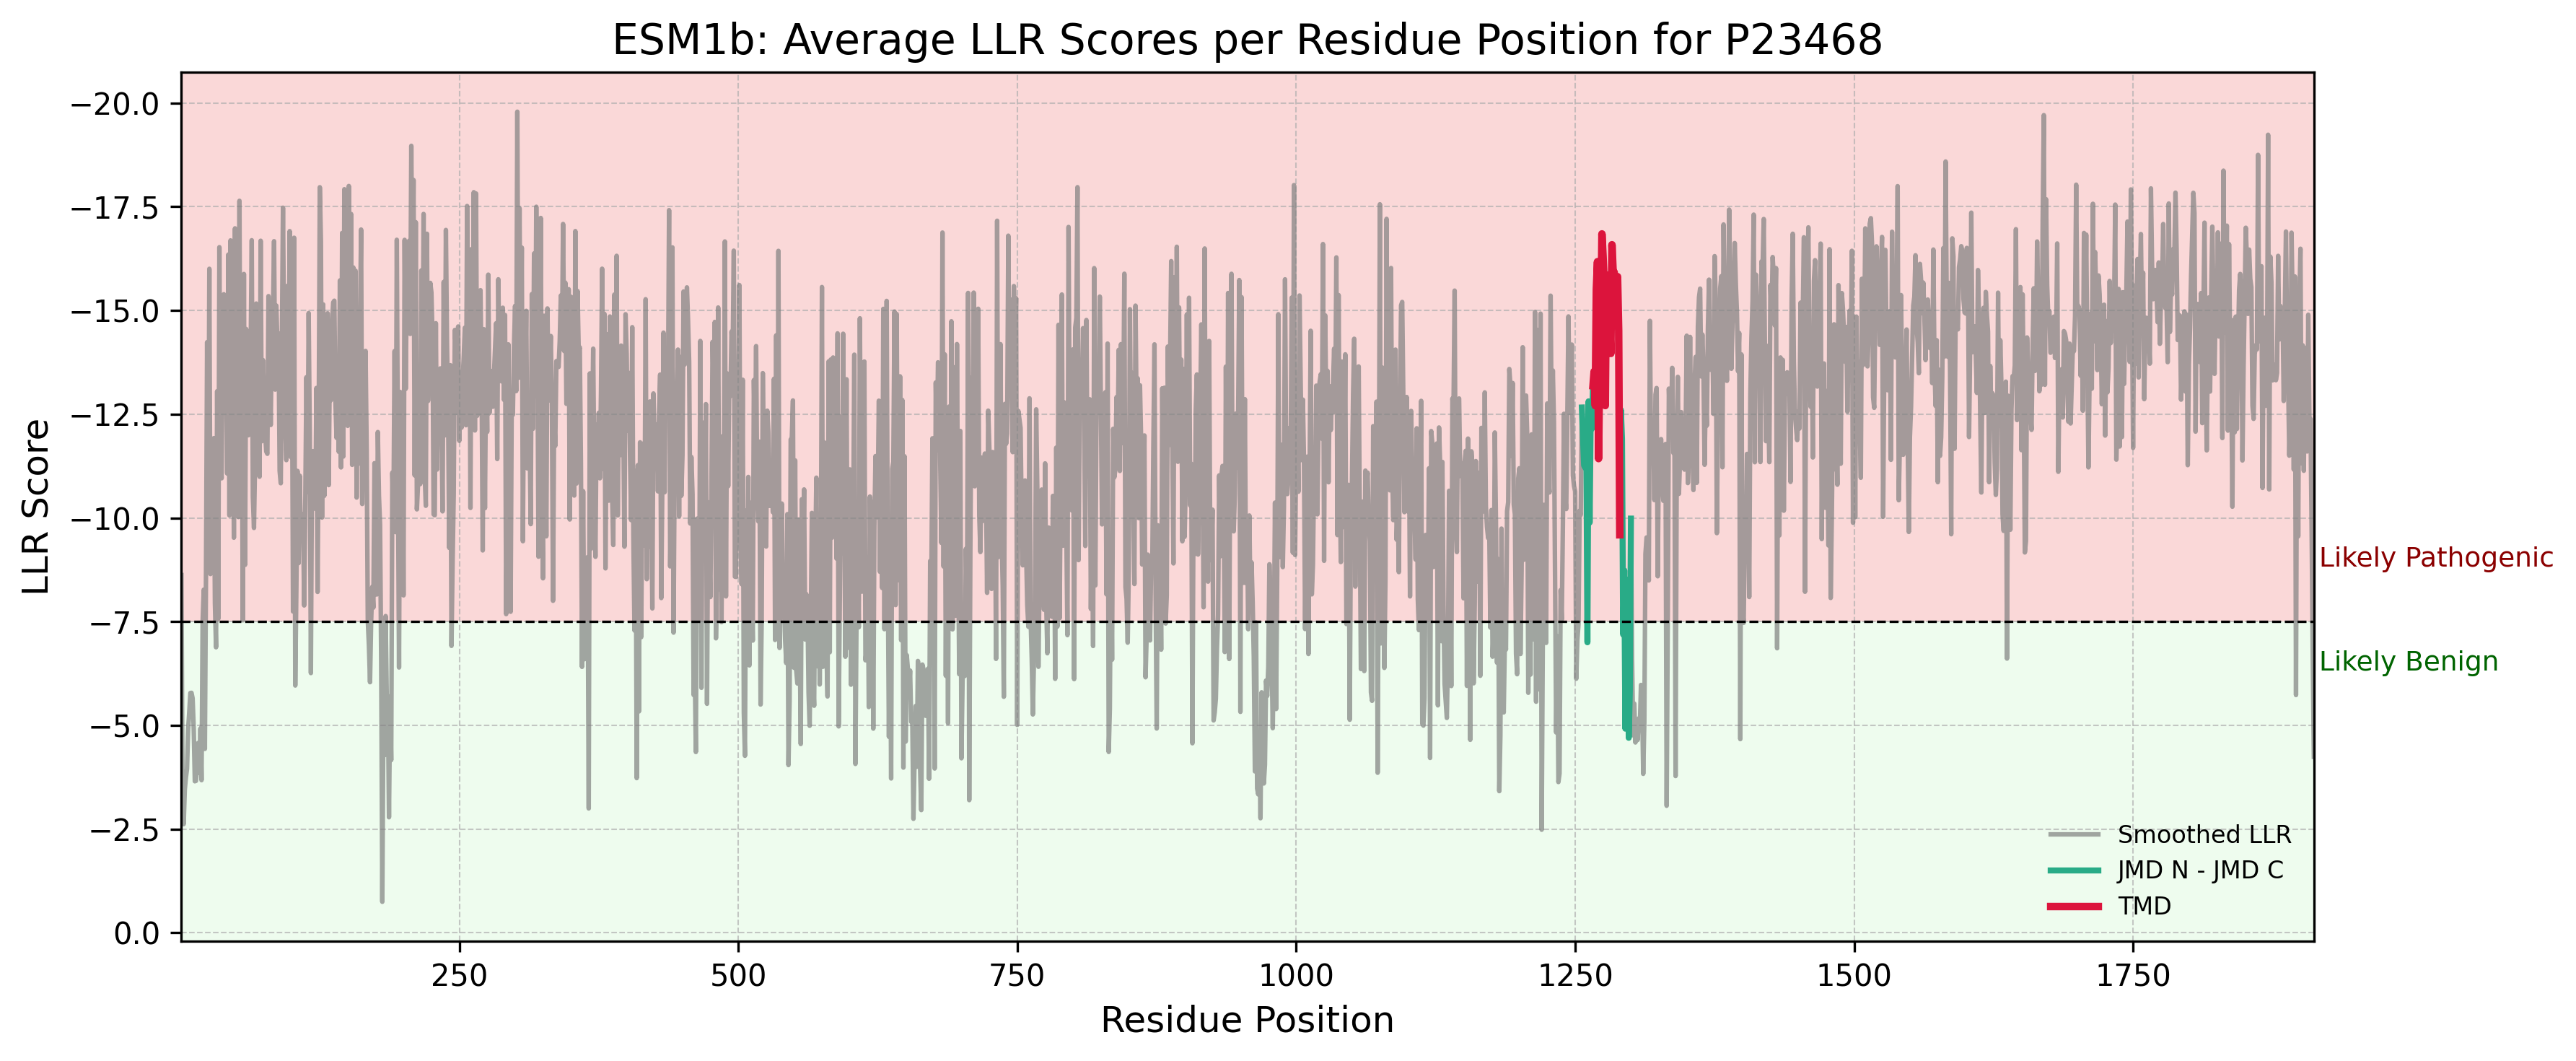 ESM1b: Average LLR Scores per Residue Position for P23468
−20.0
−17.5
−15.0
−12.5
−10.0
−7.5
−5.0
−2.5
0.0
LLR Score
Likely Pathogenic
Likely Benign
Smoothed LLR
JMD N - JMD C
TMD
250
500
750
1000
1250
1500
1750
Residue Position